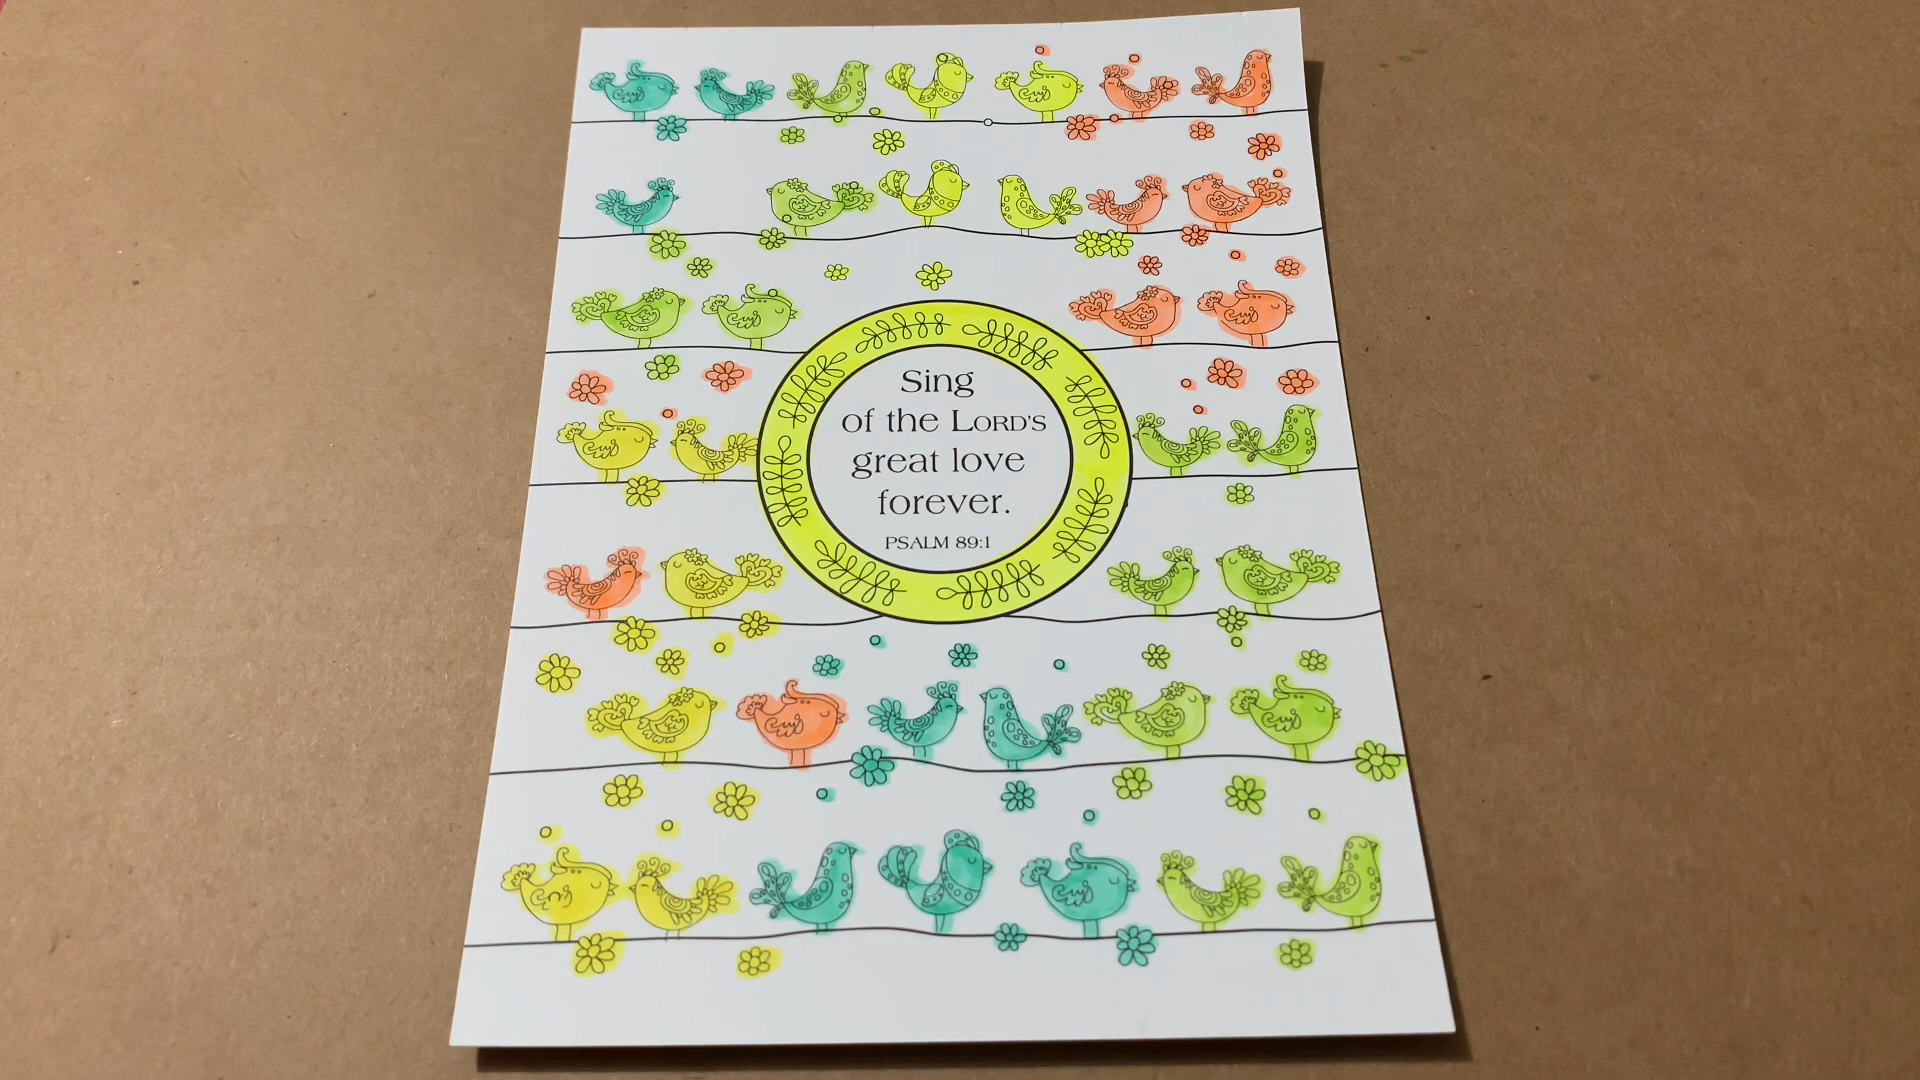 Sing
of the LORD'S
great love
forever.
PSALM 89:1